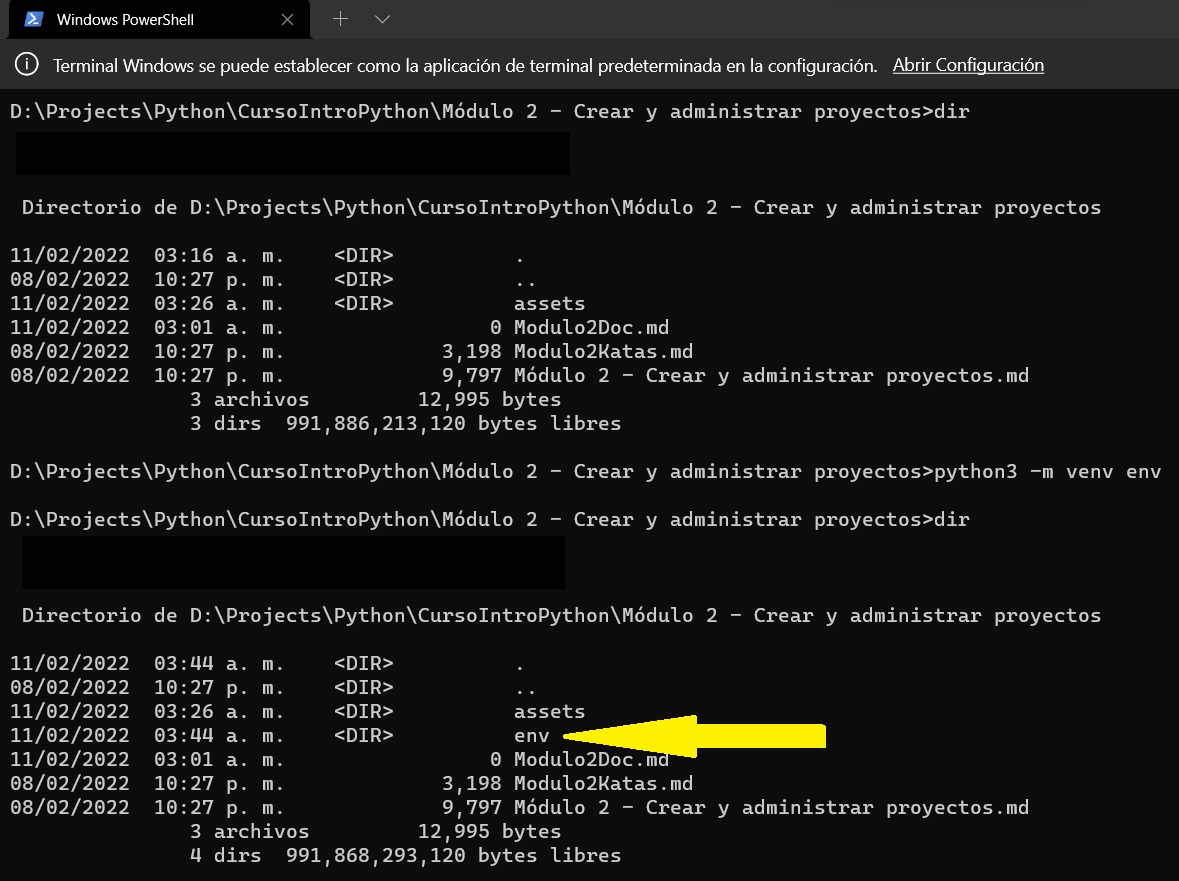 Windows PowerShell
Terminal Windows se puede establecer como la aplicación de terminal predeterminada en la configuración. Abrir Configuración
D:\Projects\Python\CursoIntroPython\Módulo 2 - Crear y administrar proyectos>dir
Directorio de D:\Projects\Python\CursoIntroPython\Módulo 2 - Crear y administrar proyectos
11/02/2022  03:16 a. m.    <DIR>          .
08/02/2022  10:27 p. m.    <DIR>          ..
11/02/2022  03:26 a. m.    <DIR>          assets
11/02/2022  03:01 a. m.                 0 Modulo2Doc.md
08/02/2022  10:27 p. m.             3,198 Modulo2Katas.md
08/02/2022  10:27 p. m.             9,797 Módulo 2 - Crear y administrar proyectos.md
3 archivos         12,995 bytes
3 dirs  991,886,213,120 bytes libres
D:\Projects\Python\CursoIntroPython\Módulo 2 - Crear y administrar proyectos>python3 -m venv env
D:\Projects\Python\CursoIntroPython\Módulo 2 - Crear y administrar proyectos>dir
Directorio de D:\Projects\Python\CursoIntroPython\Módulo 2 - Crear y administrar proyectos
11/02/2022  03:44 a. m.    <DIR>          .
08/02/2022  10:27 p. m.    <DIR>          ..
11/02/2022  03:26 a. m.    <DIR>          assets
11/02/2022  03:44 a. m.    <DIR>          env
11/02/2022  03:01 a. m.                 0 Modulo2Doc.md
08/02/2022  10:27 p. m.             3,198 Modulo2Katas.md
08/02/2022  10:27 p. m.             9,797 Módulo 2 - Crear y administrar proyectos.md
3 archivos         12,995 bytes
4 dirs  991,868,293,120 bytes libres